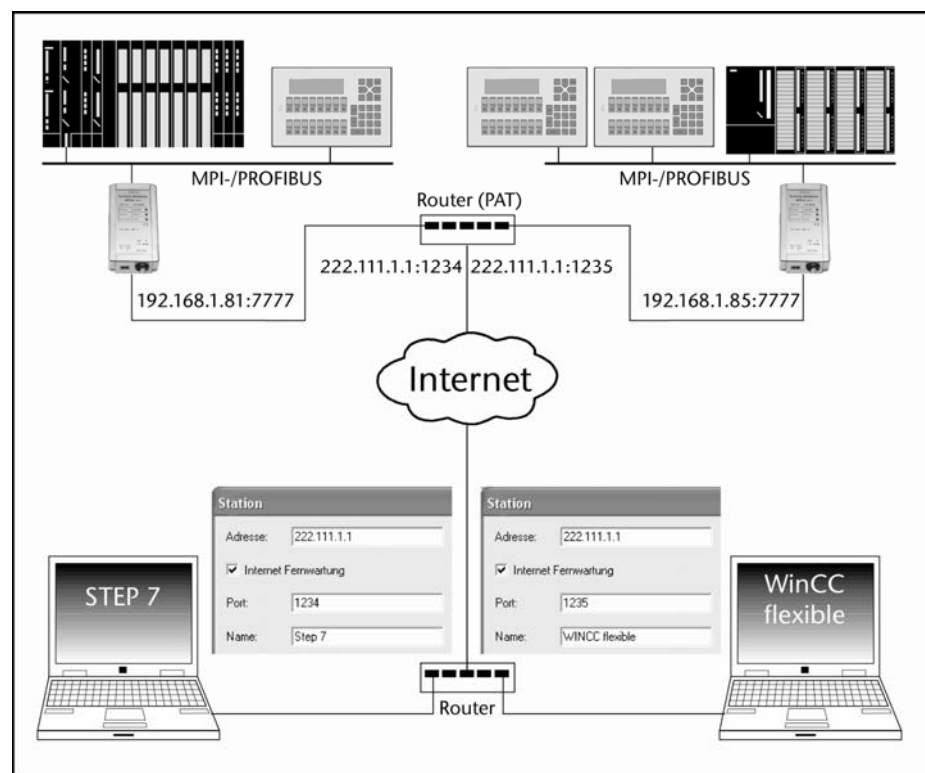 MPI-/PROFIBUS
MPI-/PROFIBUS
Router (PAT)
222.111.1.1:1234
222.111.1.1:1235
192.168.1.81:7777
192.168.1.85:7777
Internet
Station
Adresse: 222.111.1.1
Internet Fernwartung
Port: 1234
Name: Step 7
Station
Adresse: 222.111.1.1
Internet Fernwartung
Port: 1235
Name: WINCC flexible
STEP 7
WinCC
flexible
Router